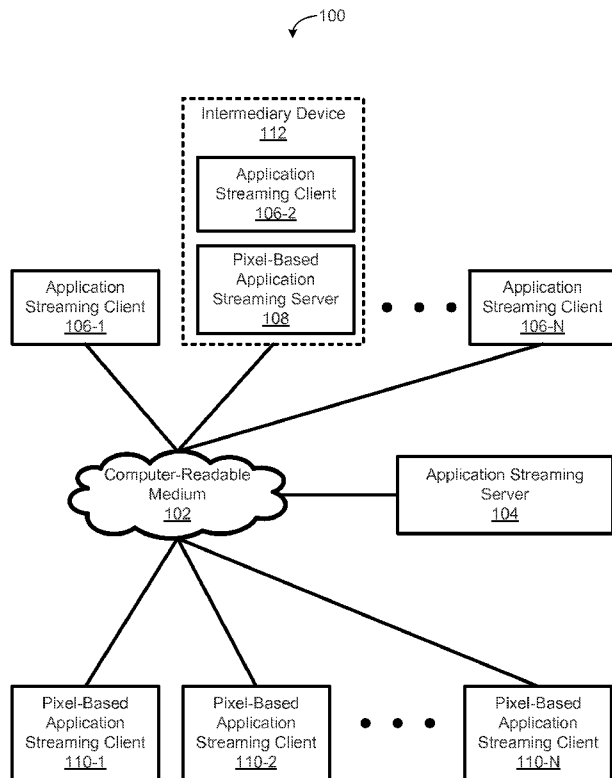 100
Intermediary Device
112
Application
Streaming Client
106-2
Pixel-Based
Application
Streaming Server
108
Application
Streaming Client
106-1
Application
Streaming Client
106-N
Computer-Readable
Medium
102
Application Streaming
Server
104
Pixel-Based
Application
Streaming Client
110-1
Pixel-Based
Application
Streaming Client
110-2
Pixel-Based
Application
Streaming Client
110-N